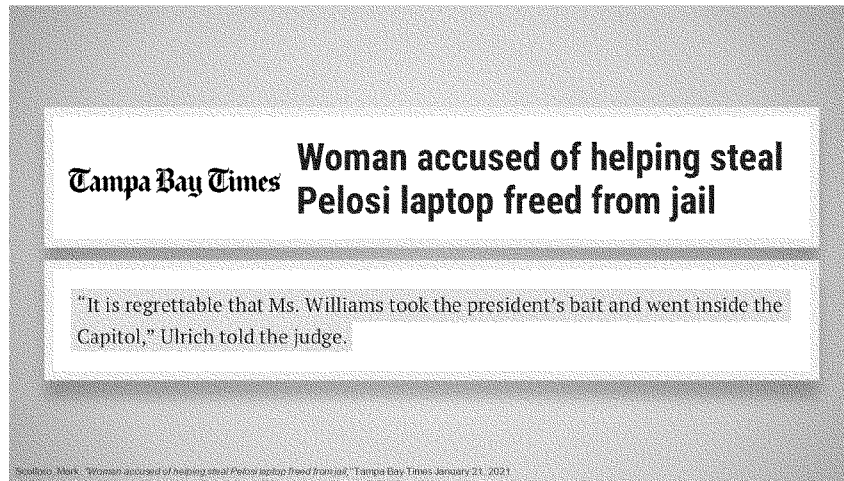 Tampa Bay Times
Woman accused of helping steal
Pelosi laptop freed from jail
“It is regrettable that Ms. Williams took the president’s bait and went inside the
Capitol,” Ulrich told the judge.
Mark, "Woman accused of helping steal Pelosi laptop freed from jail," Tampa Bay Times January 21, 2021